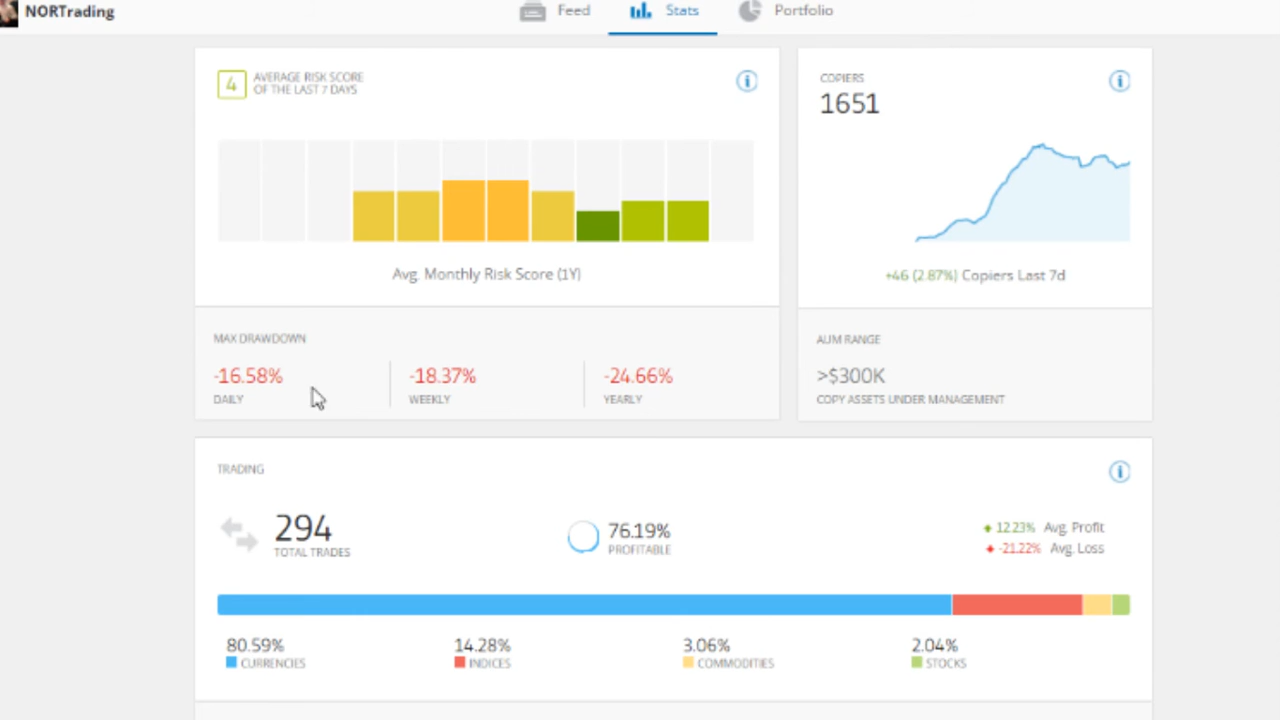 NORTrading
Feed
Stats
Portfolio
4
AVERAGE RISK SCORE
OF THE LAST 7 DAYS
Avg. Monthly Risk Score (1Y)
MAX DRAWDOWN
-16.58%
DAILY
-18.37%
WEEKLY
-24.66%
YEARLY
COPIERS
1651
+46 (2.87%) Copiers Last 7d
AUM RANGE
>$300K
COPY ASSETS UNDER MANAGEMENT
TRADING
294
TOTAL TRADES
76.19%
PROFITABLE
12.23% Avg. Profit
-21.22% Avg. Loss
80.59%
CURRENCIES
14.28%
INDICES
3.06%
COMMODITIES
2.04%
STOCKS